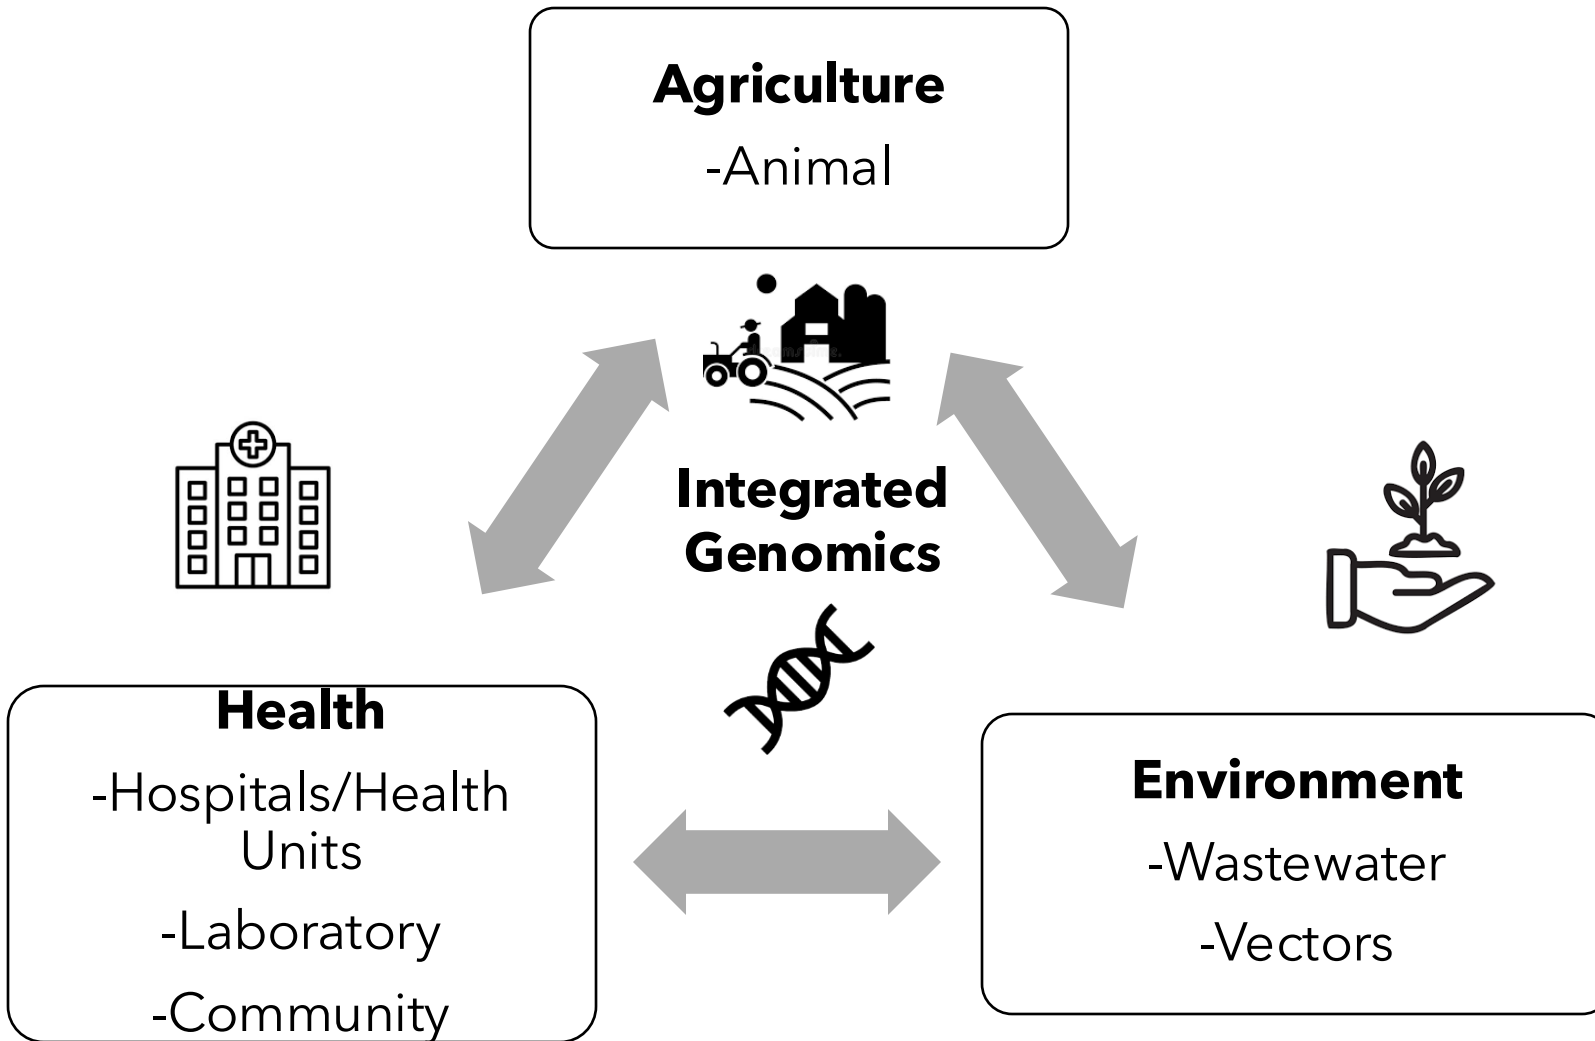 Agriculture
-Animal
Integrated
Genomics
Health
-Hospitals/Health
Units
-Laboratory
-Community
Environment
-Wastewater
-Vectors